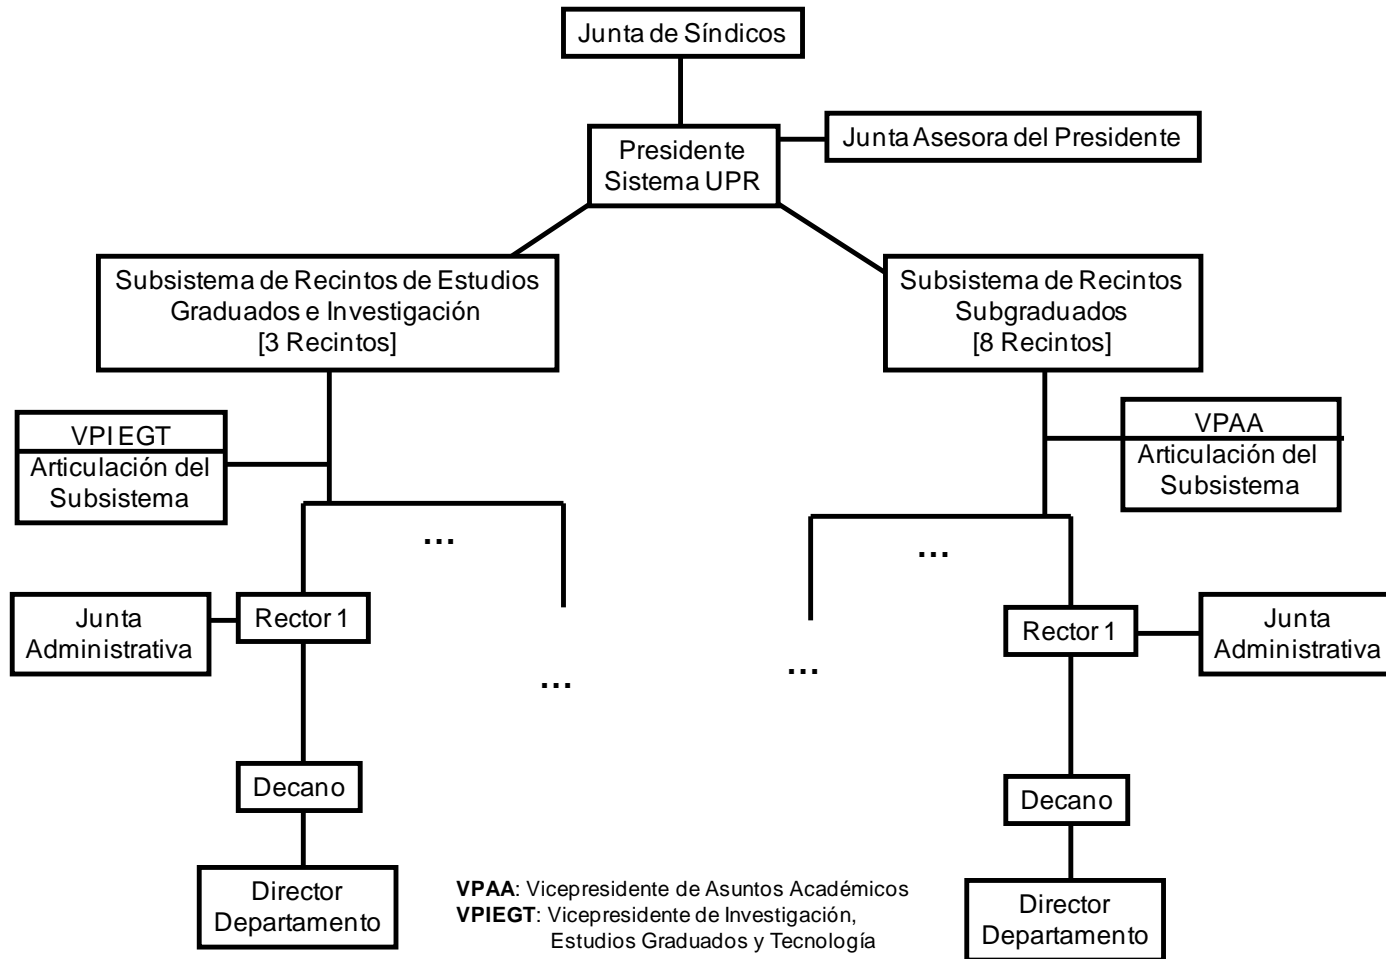 Junta de Síndicos
Presidente
Sistema UPR
Junta Asesora del Presidente
Subsistema de Recintos de Estudios
Graduados e Investigación
[3 Recintos]
Subsistema de Recintos
Subgraduados
[8 Recintos]
VPIEGT
Articulación del
Subsistema
VPAA
Articulación del
Subsistema
...
...
Junta
Administrativa
Rector 1
Rector 1
Junta
Administrativa
...
...
Decano
Decano
Director
Departamento
VPAA: Vicepresidente de Asuntos Académicos
VPIEGT: Vicepresidente de Investigación,
Estudios Graduados y Tecnología
Director
Departamento